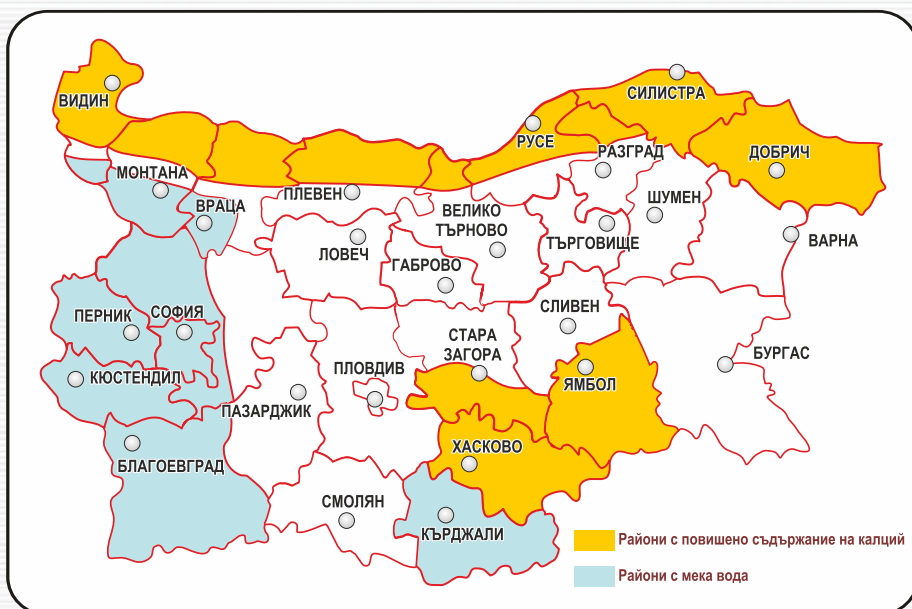 ВИДИН
СИЛИСТРА
РУСЕ
РАЗГРАД
ДОБРИЧ
МОНТАНА
ПЛЕВЕН
ВРАЦА
ВЕЛИКО
ТЪРНОВО
ШУМЕН
ЛОВЕЧ
ТЪРГОВИЩЕ
ВАРНА
ГАБРОВО
ПЕРНИК
СОФИЯ
СЛИВЕН
СТАРА
ЗАГОРА
БУРГАС
ПЛОВДИВ
КЮСТЕНДИЛ
ЯМБОЛ
ПАЗАРДЖИК
ХАСКОВО
БЛАГОЕВГРАД
СМОЛЯН
КЪРДЖАЛИ
Райони с повишено съдържание на калций
Райони с мека вода